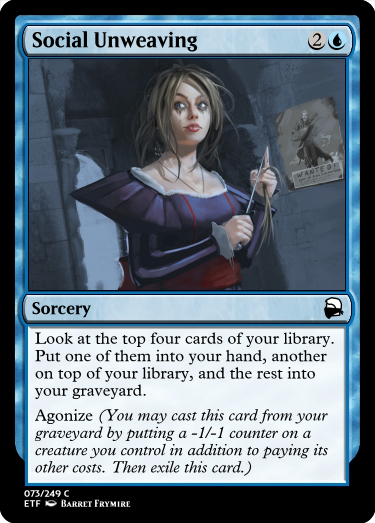 Social Unweaving
2
WANTED!
Sorcery
Look at the top four cards of your library.
Put one of them into your hand, another
on top of your library, and the rest into
your graveyard.
Agonize (You may cast this card from your
graveyard by putting a -1/-1 counter on a
creature you control in addition to paying its
other costs. Then exile this card.)
073/249 C
ETF Barret Frymire